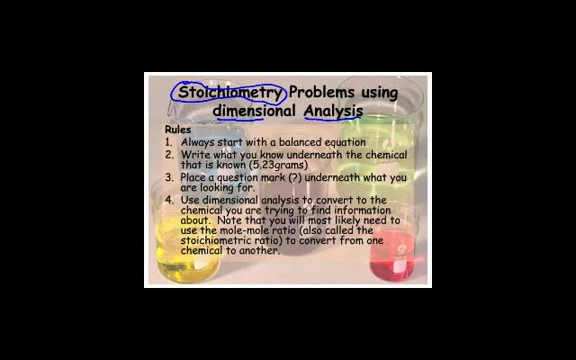 Stoichiometry Problems using
dimensional Analysis
Rules
1. Always start with a balanced equation
2. Write what you know underneath the chemical
that is known (5.23grams)
3. Place a question mark (?) underneath what you
are looking for.
4. Use dimensional analysis to convert to the
chemical you are trying to find information
about. Note that you will most likely need to
use the mole-mole ratio (also called the
stoichiometric ratio) to convert from one
chemical to another.